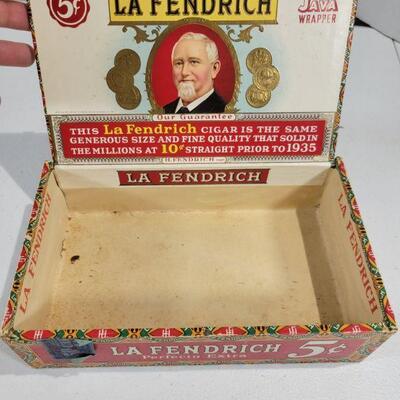 5¢
LA FENDRICH
JAVA
WRAPPER
Our Guarantee
THIS La Fendrich CIGAR IS THE SAME
GENEROUS SIZE AND FINE QUALITY THAT SOLD IN
THE MILLIONS AT 10¢ STRAIGHT PRIOR TO 1935
H. FENDRICH
LA FENDRICH
LA FENDRICH
LA FENDRICH
LA FENDRICH 5¢
Perfecto Extra